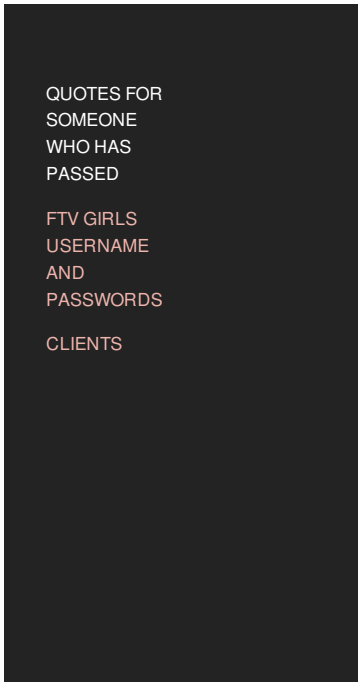 QUOTES FOR
SOMEONE
WHO HAS
PASSED
FTV GIRLS
USERNAME
AND
PASSWORDS
CLIENTS